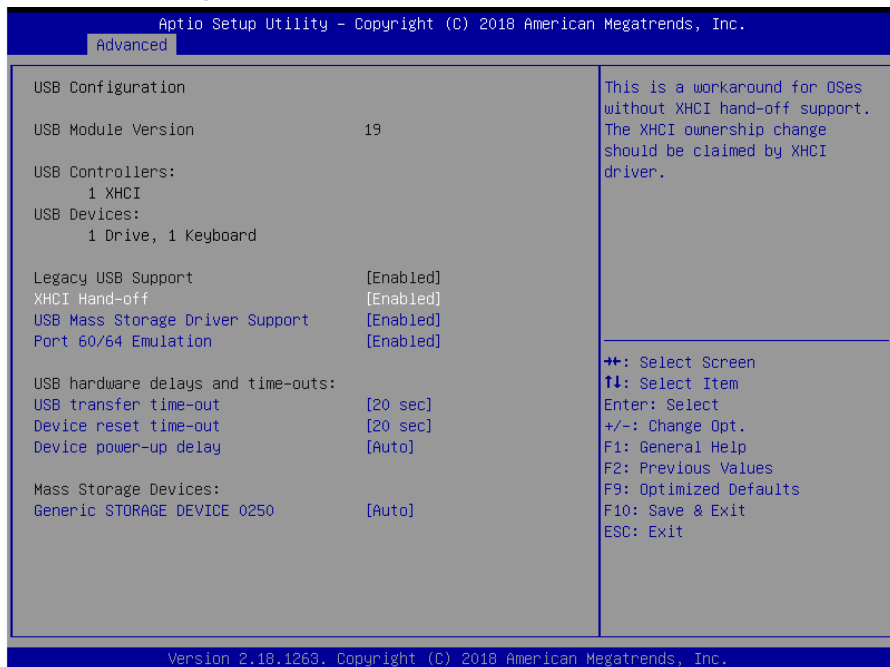 Aptio Setup Utility – Copyright (C) 2018 American Megatrends, Inc.
Advanced
USB Configuration
USB Module Version 19
USB Controllers:
1 XHCI
USB Devices:
1 Drive, 1 Keyboard
Legacy USB Support [Enabled]
XHCI Hand-off [Enabled]
USB Mass Storage Driver Support [Enabled]
Port 60/64 Emulation [Enabled]
USB hardware delays and time-outs:
USB transfer time-out [20 sec]
Device reset time-out [20 sec]
Device power-up delay [Auto]
Mass Storage Devices:
Generic STORAGE DEVICE 0250 [Auto]
This is a workaround for OSes
without XHCI hand-off support.
The XHCI ownership change
should be claimed by XHCI
driver.
→←: Select Screen
↑↓: Select Item
Enter: Select
+/-: Change Opt.
F1: General Help
F2: Previous Values
F9: Optimized Defaults
F10: Save & Exit
ESC: Exit
Version 2.18.1263. Copyright (C) 2018 American Megatrends, Inc.